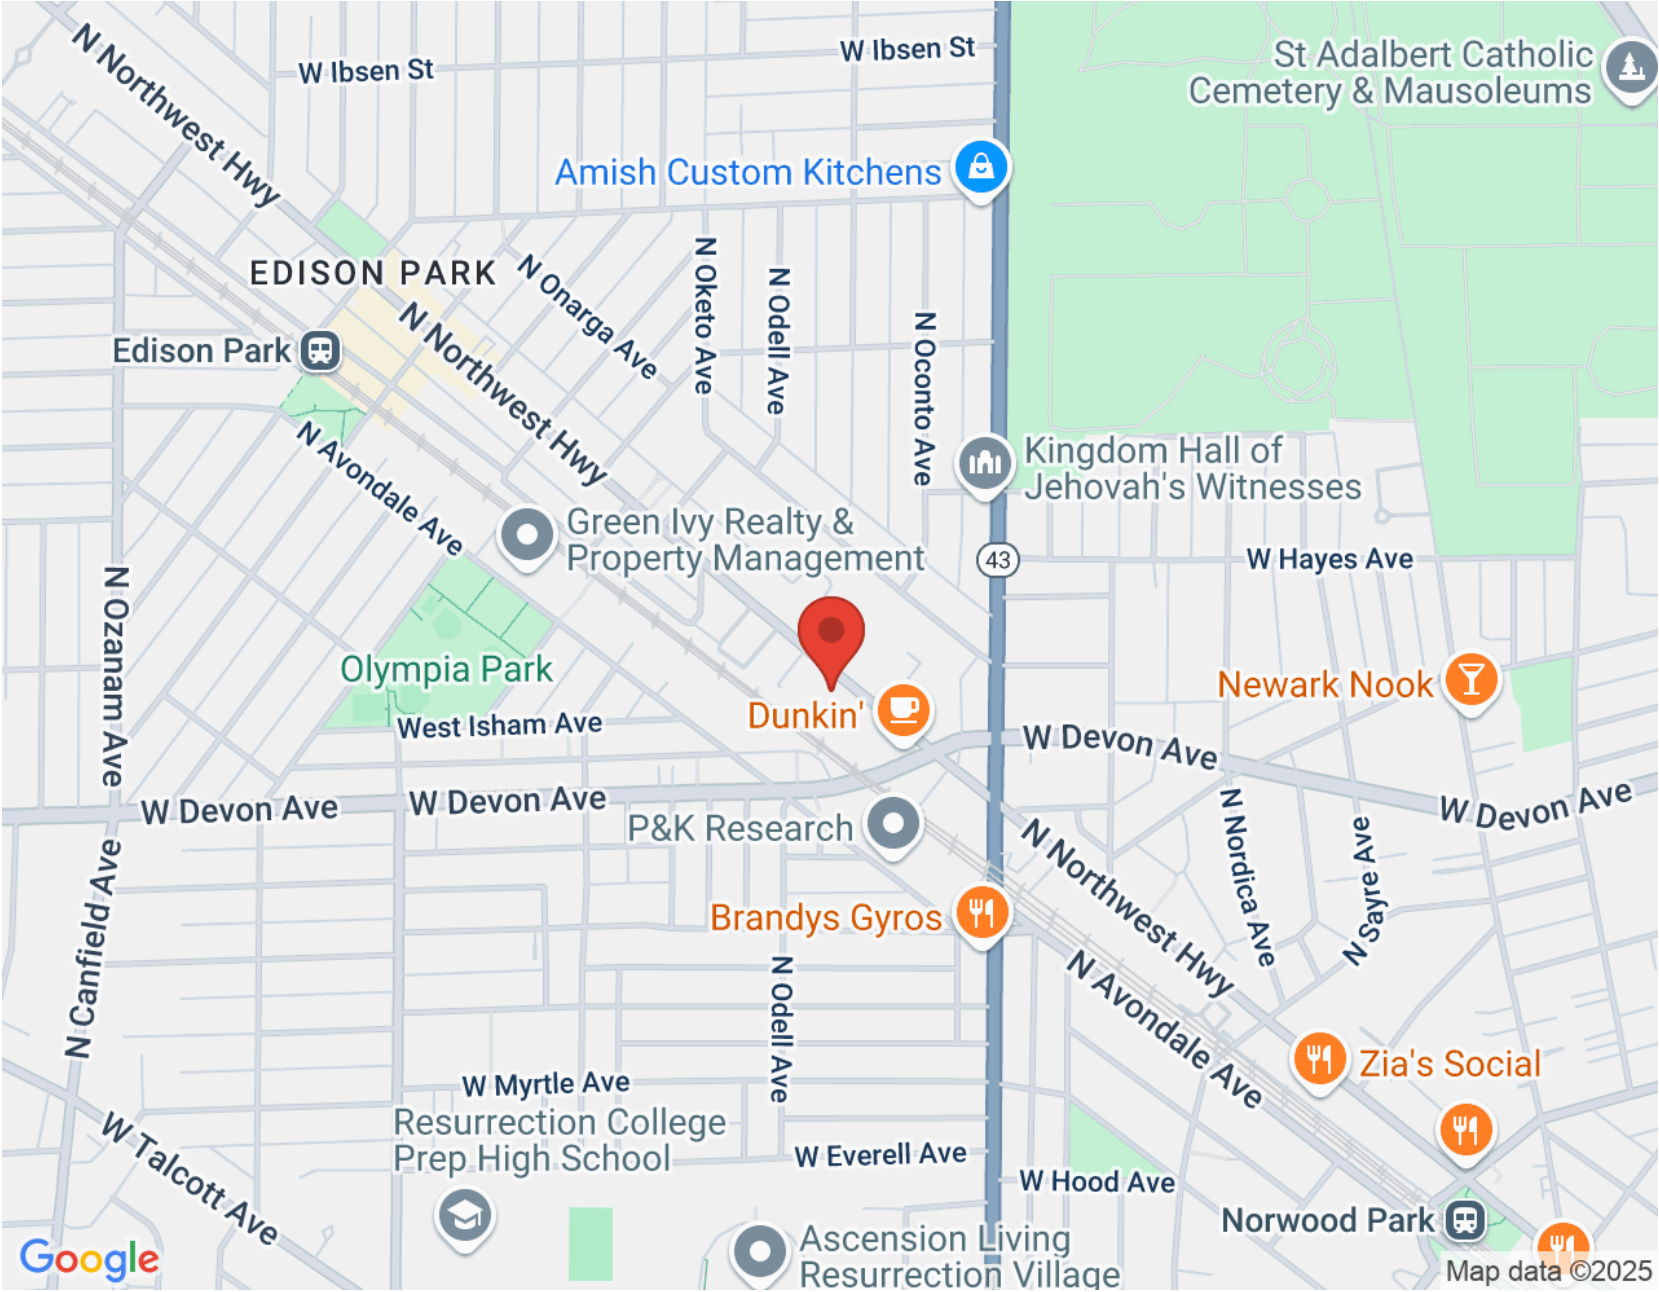 N Northwest Hwy
W Ibsen St
W Ibsen St
St Adalbert Catholic
Cemetery & Mausoleums
Amish Custom Kitchens
EDISON PARK
N Onarga Ave
N Oketo Ave
N Odell Ave
N Oconto Ave
Edison Park
N Northwest Hwy
N Avondale Ave
Kingdom Hall of
Jehovah's Witnesses
Green Ivy Realty &
Property Management
43
W Hayes Ave
N Ozanam Ave
Olympia Park
Newark Nook
West Isham Ave
Dunkin'
W Devon Ave
W Devon Ave
W Devon Ave
W Devon Ave
P&K Research
N Northwest Hwy
N Nordica Ave
N Sayre Ave
N Canfield Ave
Brandys Gyros
N Odell Ave
N Avondale Ave
Zia's Social
W Myrtle Ave
Resurrection College
Prep High School
W Talcott Ave
W Everell Ave
W Hood Ave
Norwood Park
Ascension Living
Resurrection Village
Google
Map data ©2025